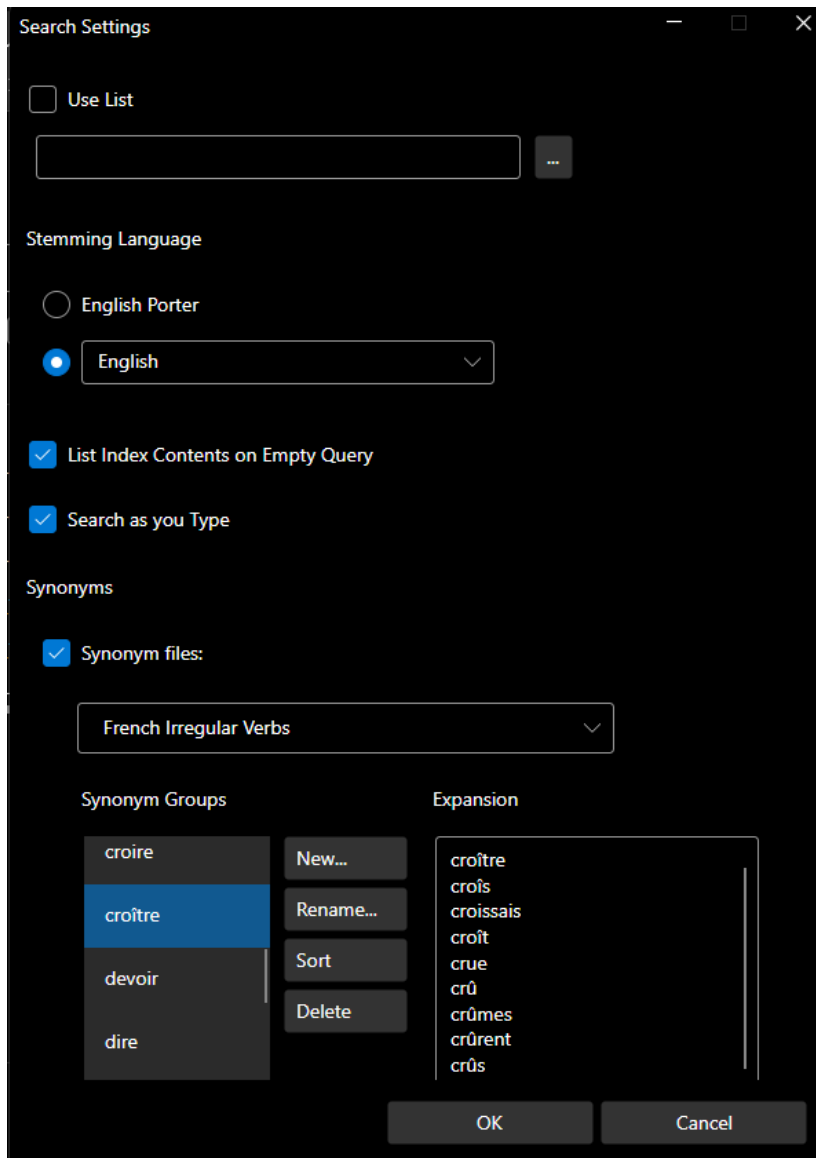 Search Settings
Use List
...
Stemming Language
English Porter
English
List Index Contents on Empty Query
Search as you Type
Synonyms
Synonym files:
French Irregular Verbs
Synonym Groups
Expansion
croire
croître
devoir
dire
New...
Rename...
Sort
Delete
croître
croîs
croissais
croît
crue
crû
crûmes
crûrent
crûs
OK
Cancel